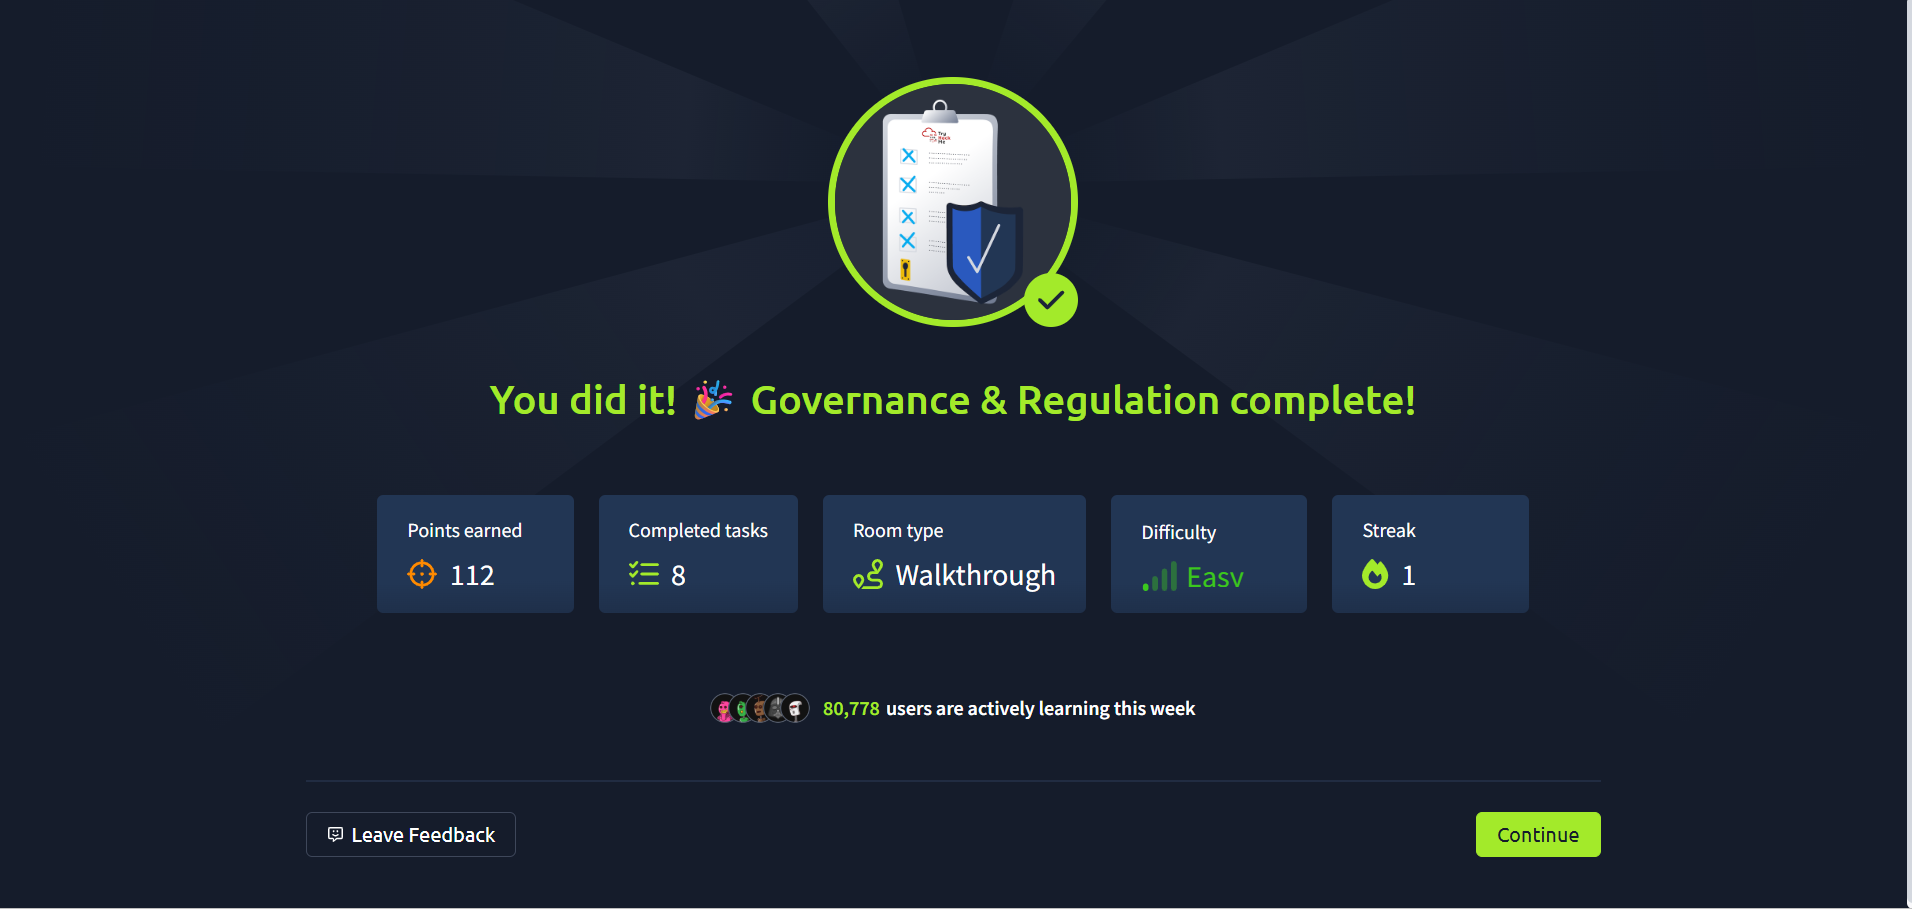 Try
Hack
Me
You did it! 🎉 Governance & Regulation complete!
Points earned
112
Completed tasks
8
Room type
Walkthrough
Difficulty
Easy
Streak
1
80,778 users are actively learning this week
Leave Feedback
Continue